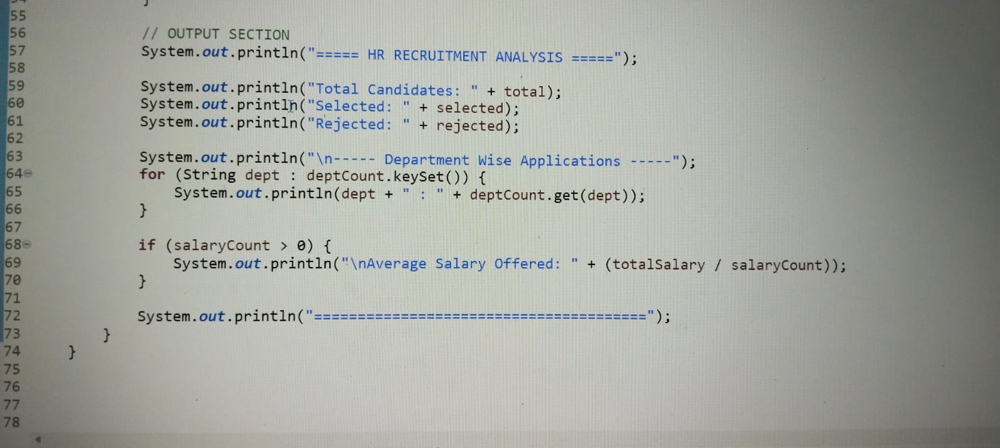 55
56 // OUTPUT SECTION
57 System.out.println("===== HR RECRUITMENT ANALYSIS =====");
58
59 System.out.println("Total Candidates: " + total);
60 System.out.println("Selected: " + selected);
61 System.out.println("Rejected: " + rejected);
62
63 System.out.println("\n----- Department Wise Applications -----");
64 for (String dept : deptCount.keySet()) {
65 System.out.println(dept + " : " + deptCount.get(dept));
66 }
67
68 if (salaryCount > 0) {
69 System.out.println("\nAverage Salary Offered: " + (totalSalary / salaryCount));
70 }
71
72 System.out.println("=======================================");
73 }
74 }
75
76
77
78